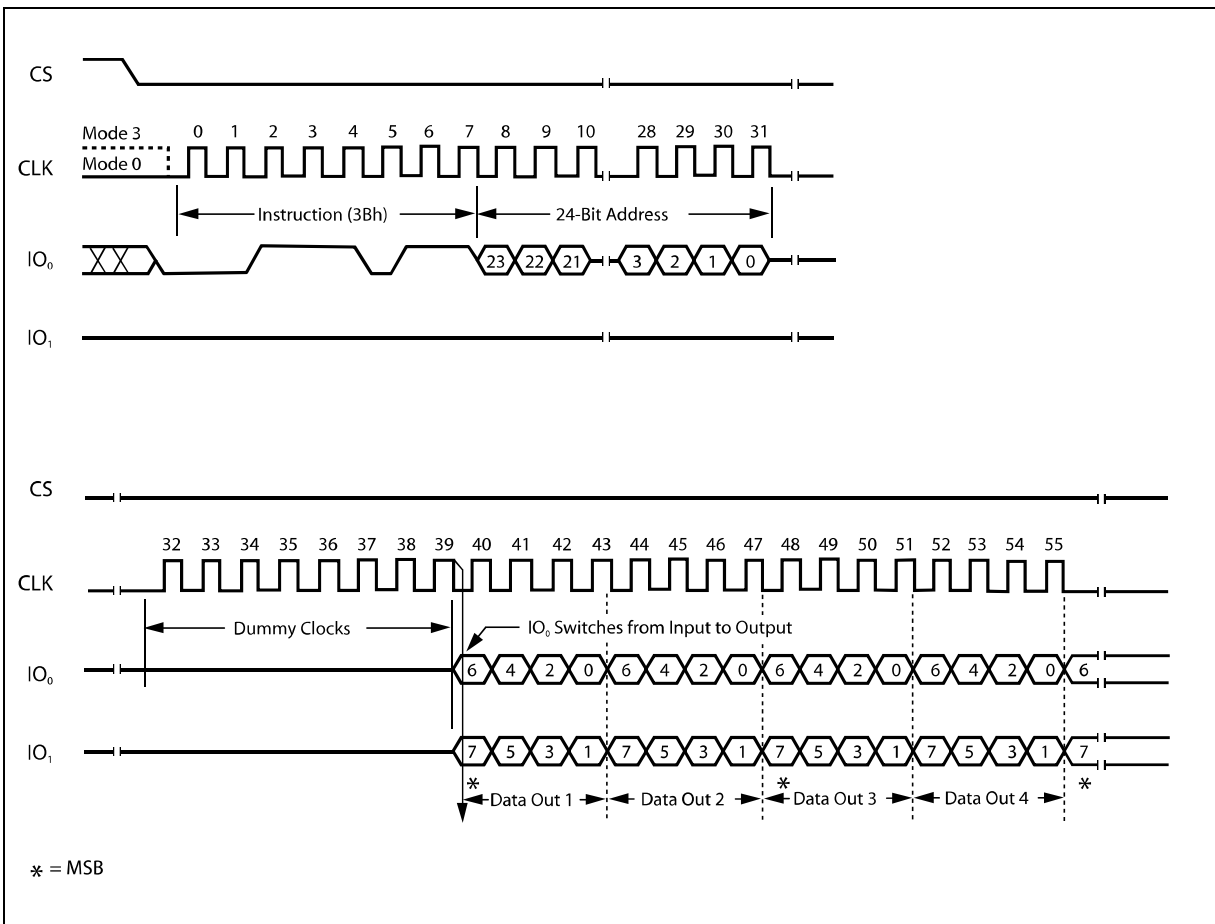 CS
Mode 3
0 1 2 3 4 5 6 7 8 9 10 28 29 30 31
Mode 0
CLK
Instruction (3Bh) 24-Bit Address
IO₀ 23 22 21 3 2 1 0
IO₁
CS
32 33 34 35 36 37 38 39 40 41 42 43 44 45 46 47 48 49 50 51 52 53 54 55
CLK
Dummy Clocks IO₀ Switches from Input to Output
IO₀ 6 4 2 0 6 4 2 0 6 4 2 0 6 4 2 0 6
IO₁ 7 5 3 1 7 5 3 1 7 5 3 1 7 5 3 1 7
* * *
Data Out 1 Data Out 2 Data Out 3 Data Out 4
* = MSB